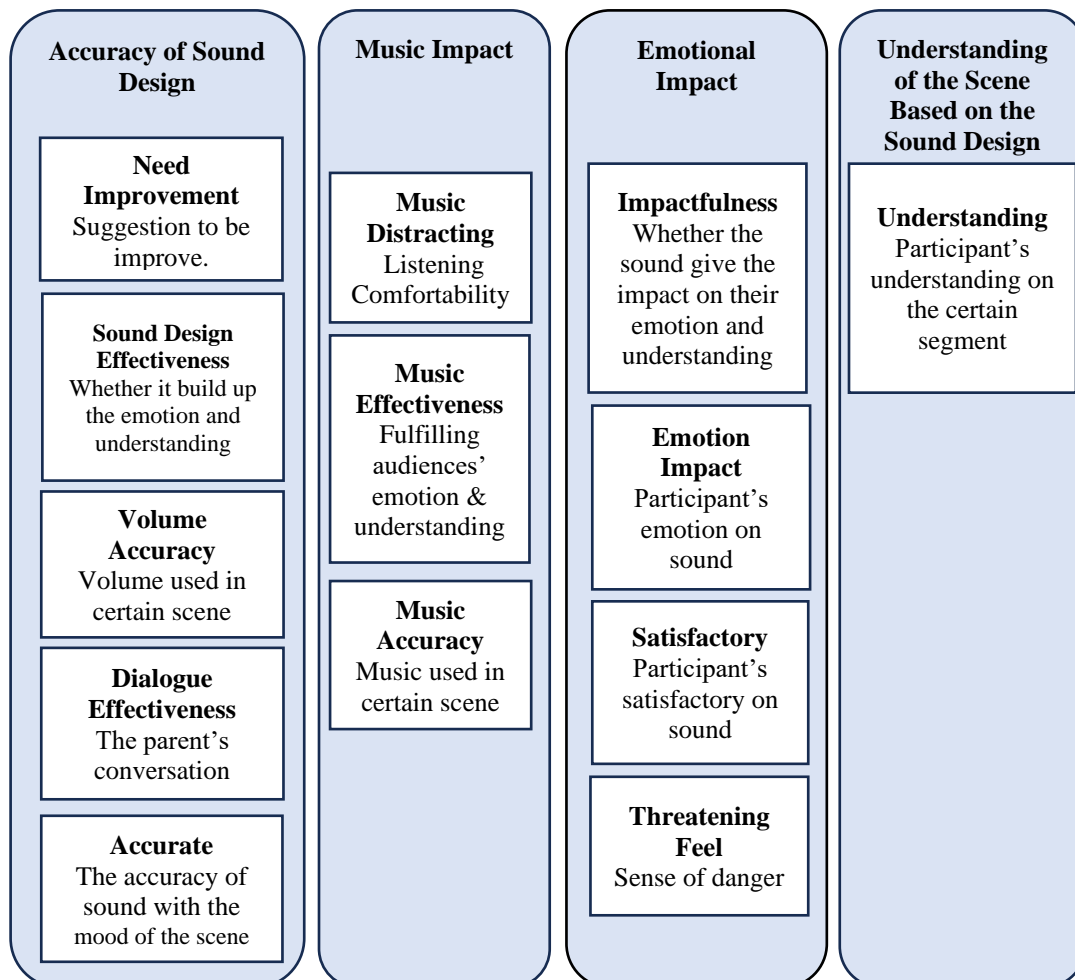 Accuracy of Sound
Design
Need
Improvement
Suggestion to be
improve.
Sound Design
Effectiveness
Whether it build up
the emotion and
understanding
Volume
Accuracy
Volume used in
certain scene
Dialogue
Effectiveness
The parent's
conversation
Accurate
The accuracy of
sound with the
mood of the scene
Music Impact
Music
Distracting
Listening
Comfortability
Music
Effectiveness
Fulfilling
audiences'
emotion &
understanding
Music
Accuracy
Music used in
certain scene
Emotional
Impact
Impactfulness
Whether the
sound give the
impact on their
emotion and
understanding
Emotion
Impact
Participant's
emotion on
sound
Satisfactory
Participant's
satisfactory on
sound
Threatening
Feel
Sense of danger
Understanding
of the Scene
Based on the
Sound Design
Understanding
Participant's
understanding on
the certain
segment